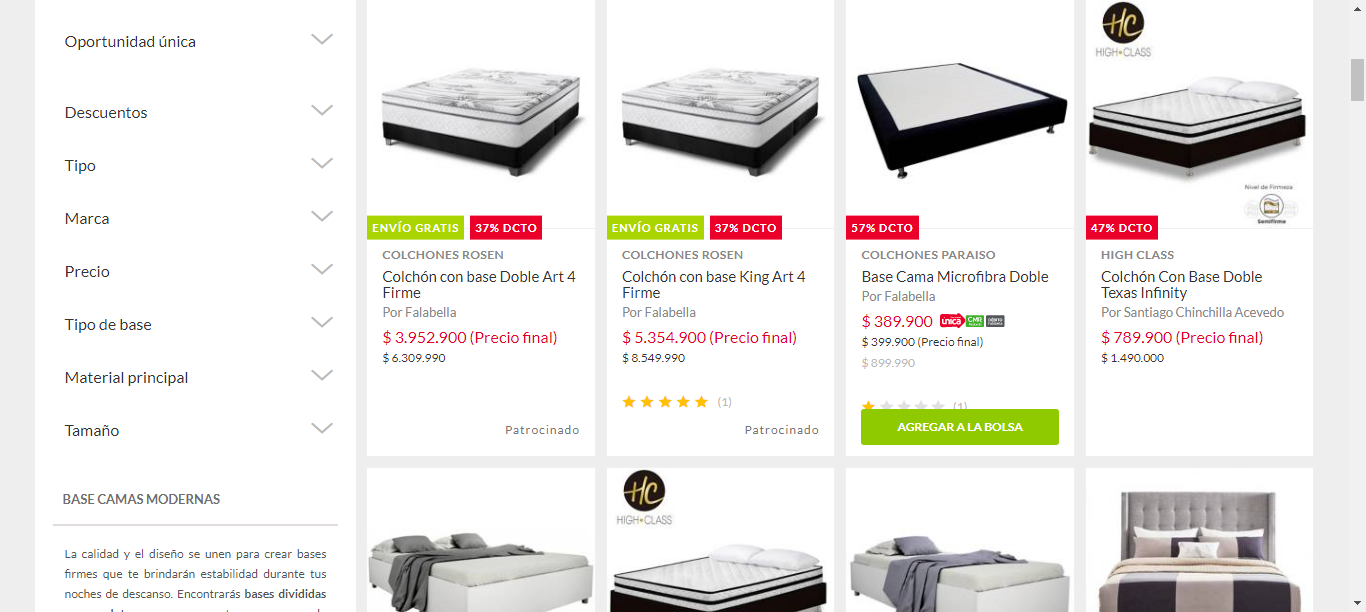 Oportunidad única
Descuentos
Tipo
Marca
Precio
Tipo de base
Material principal
Tamaño
BASE CAMAS MODERNAS
La calidad y el diseño se unen para crear bases
firmes que te brindarán estabilidad durante tus
noches de descanso. Encontrarás bases divididas
ENVÍO GRATIS 37% DCTO
COLCHONES ROSEN
Colchón con base Doble Art 4
Firme
Por Falabella
$ 3.952.900 (Precio final)
$ 6.309.990
Patrocinado
ENVÍO GRATIS 37% DCTO
COLCHONES ROSEN
Colchón con base King Art 4
Firme
Por Falabella
$ 5.354.900 (Precio final)
$ 8.549.990
(1)
Patrocinado
57% DCTO
COLCHONES PARAISO
Base Cama Microfibra Doble
Por Falabella
$ 389.900 única CMR
$ 399.900 (Precio final)
$ 899.990
(1)
AGREGAR A LA BOLSA
HC
HIGH CLASS
Nivel de Firmeza
Semifirme
47% DCTO
HIGH CLASS
Colchón Con Base Doble
Texas Infinity
Por Santiago Chinchilla Acevedo
$ 789.900 (Precio final)
$ 1.490.000
HC
HIGH CLASS